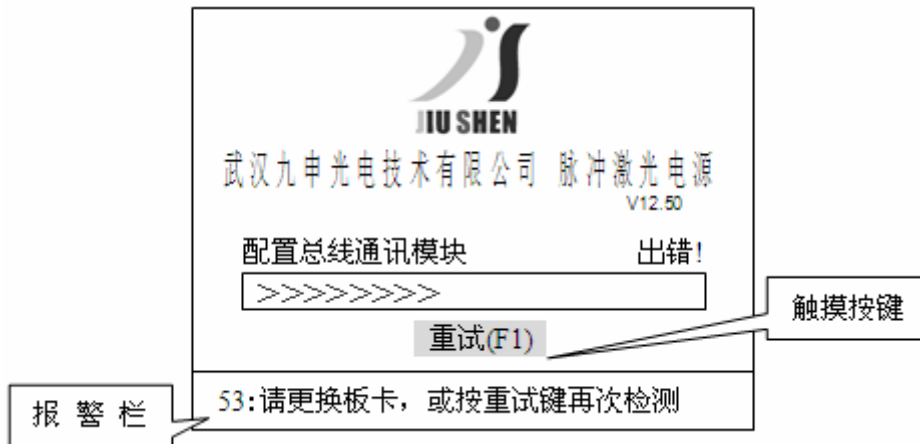 JIU SHEN
武汉九申光电技术有限公司 脉冲激光电源
V12.50
配置总线通讯模块 出错!
>>>>>>>>
触摸按键
重试(F1)
53:请更换板卡，或按重试键再次检测
报警栏